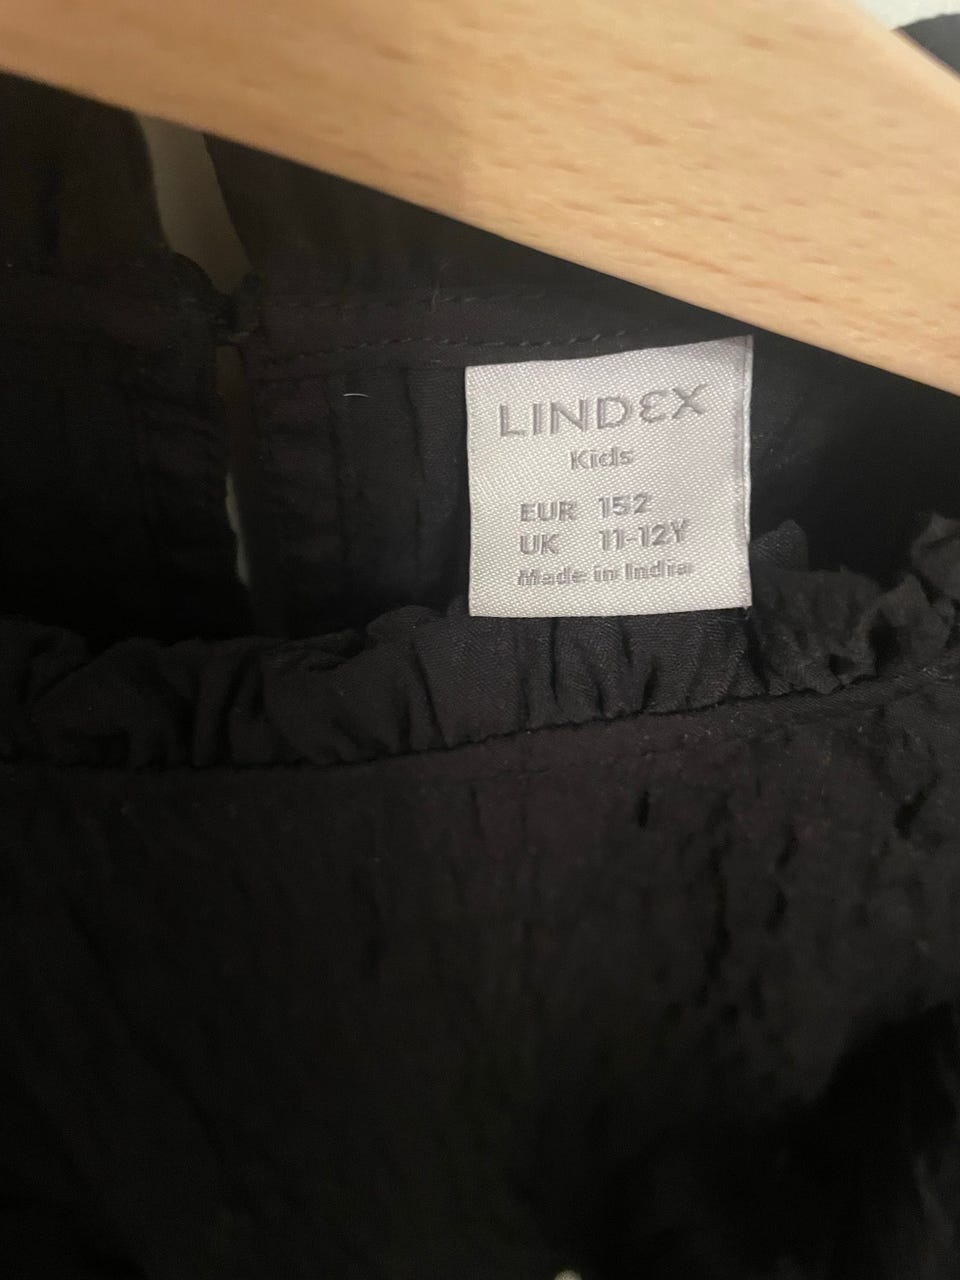 LINDEX
Kids
EUR 152
UK 11-12Y
Made in India